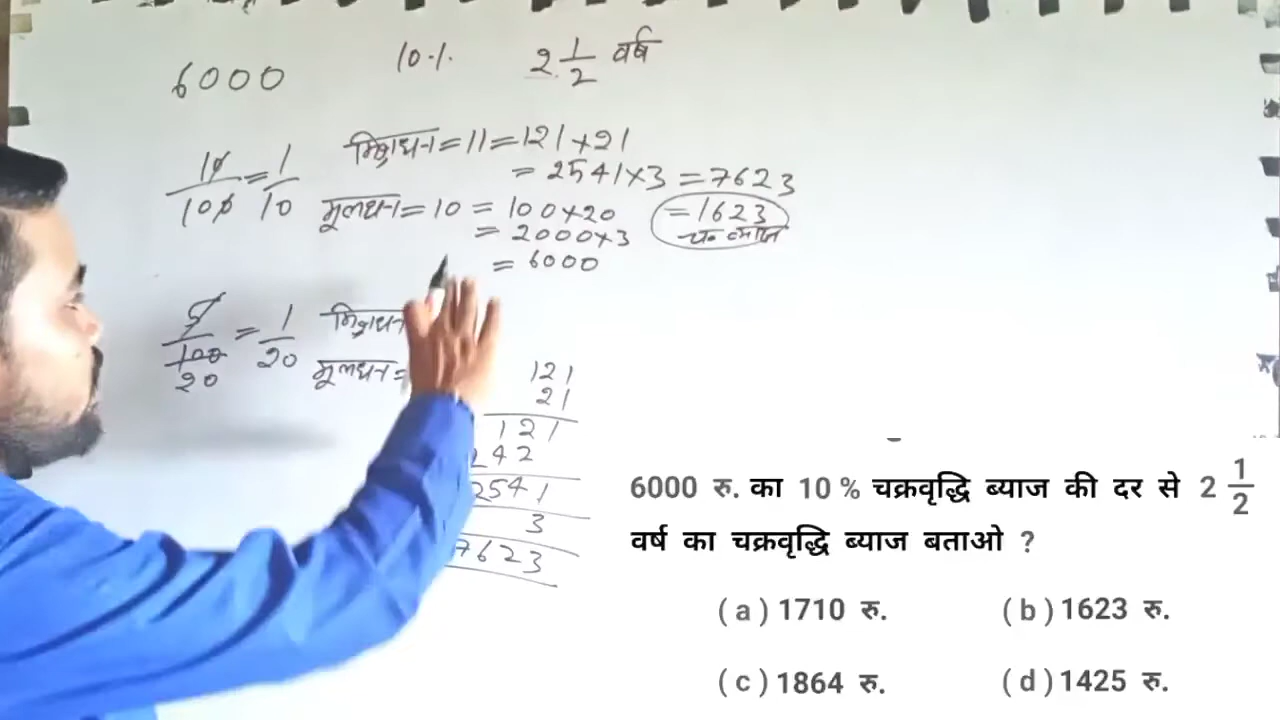 6000 10% 2 1/2 वर्ष
10/100 = 1/10
मिश्रधन = 11 = 121 × 21
= 2541 × 3 = 7623
मूलधन = 10 = 100 × 20
= 2000 × 3
= 6000
= 1623
च० ब्याज
5/100 = 1/20
20
मिश्रधन
मूलधन =
121
21
121
242
2541
3
7623
6000 रु. का 10 % चक्रवृद्धि ब्याज की दर से 2 1/2
वर्ष का चक्रवृद्धि ब्याज बताओ ?
( a ) 1710 रु. ( b ) 1623 रु.
( c ) 1864 रु. ( d ) 1425 रु.